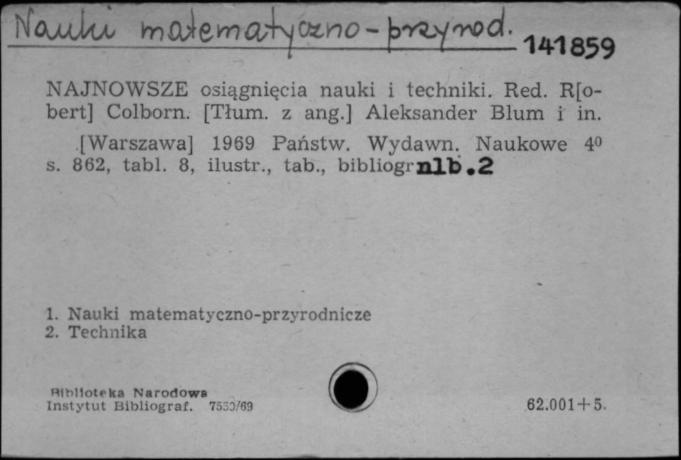 Nauki matematyczno-przyrod.
141859
NAJNOWSZE osiągnięcia nauki i techniki. Red. R[o-
bert] Colborn. [Tłum. z ang.] Aleksander Blum i in.
[Warszawa] 1969 Państw. Wydawn. Naukowe 4⁰
s. 862, tabl. 8, ilustr., tab., bibliogr nlb.2
1. Nauki matematyczno-przyrodnicze
2. Technika
Biblioteka Narodowa
Instytut Bibliograf. 7550/69
62.001+5.